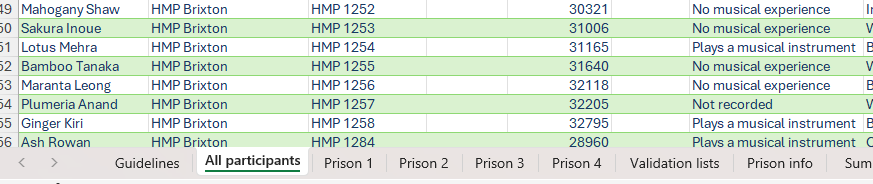 49 Mahogany Shaw HMP Brixton HMP 1252 30321 No musical experience
50 Sakura Inoue HMP Brixton HMP 1253 31006 No musical experience
51 Lotus Mehra HMP Brixton HMP 1254 31165 Plays a musical instrument
52 Bamboo Tanaka HMP Brixton HMP 1255 31640 No musical experience
53 Maranta Leong HMP Brixton HMP 1256 32118 No musical experience
54 Plumeria Anand HMP Brixton HMP 1257 32205 Not recorded
55 Ginger Kiri HMP Brixton HMP 1258 32795 Plays a musical instrument
56 Ash Rowan HMP Brixton HMP 1284 28960 Plays a musical instrument
Guidelines All participants Prison 1 Prison 2 Prison 3 Prison 4 Validation lists Prison info Sum